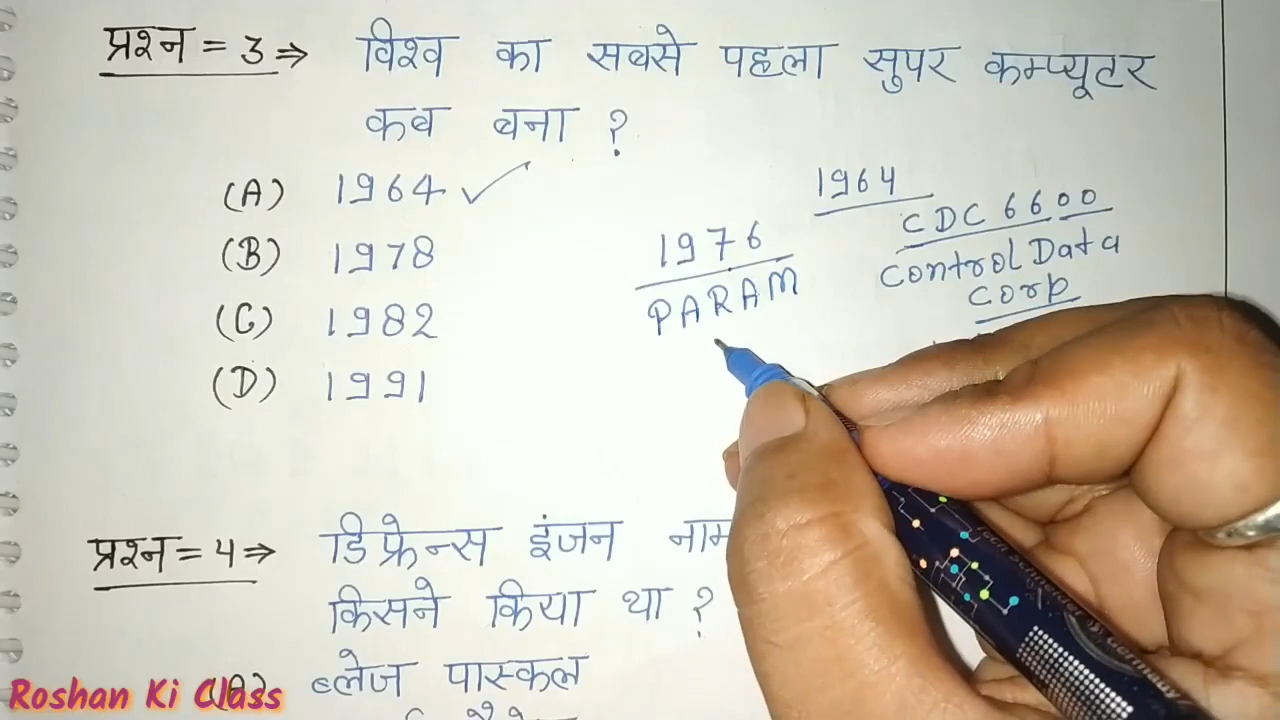 प्रश्न = 3 ⇒ विश्व का सबसे पहला सुपर कम्प्यूटर
कब बना ?
(A) 1964 ✓
(B) 1978
(C) 1982
(D) 1991
1964
CDC 6600
Control Data
Corp
1976
PARAM
प्रश्न = 4 ⇒ डिफ्रेन्स इंजन नाम
किसने किया था ?
(A) ब्लेज पास्कल
Roshan Ki Class